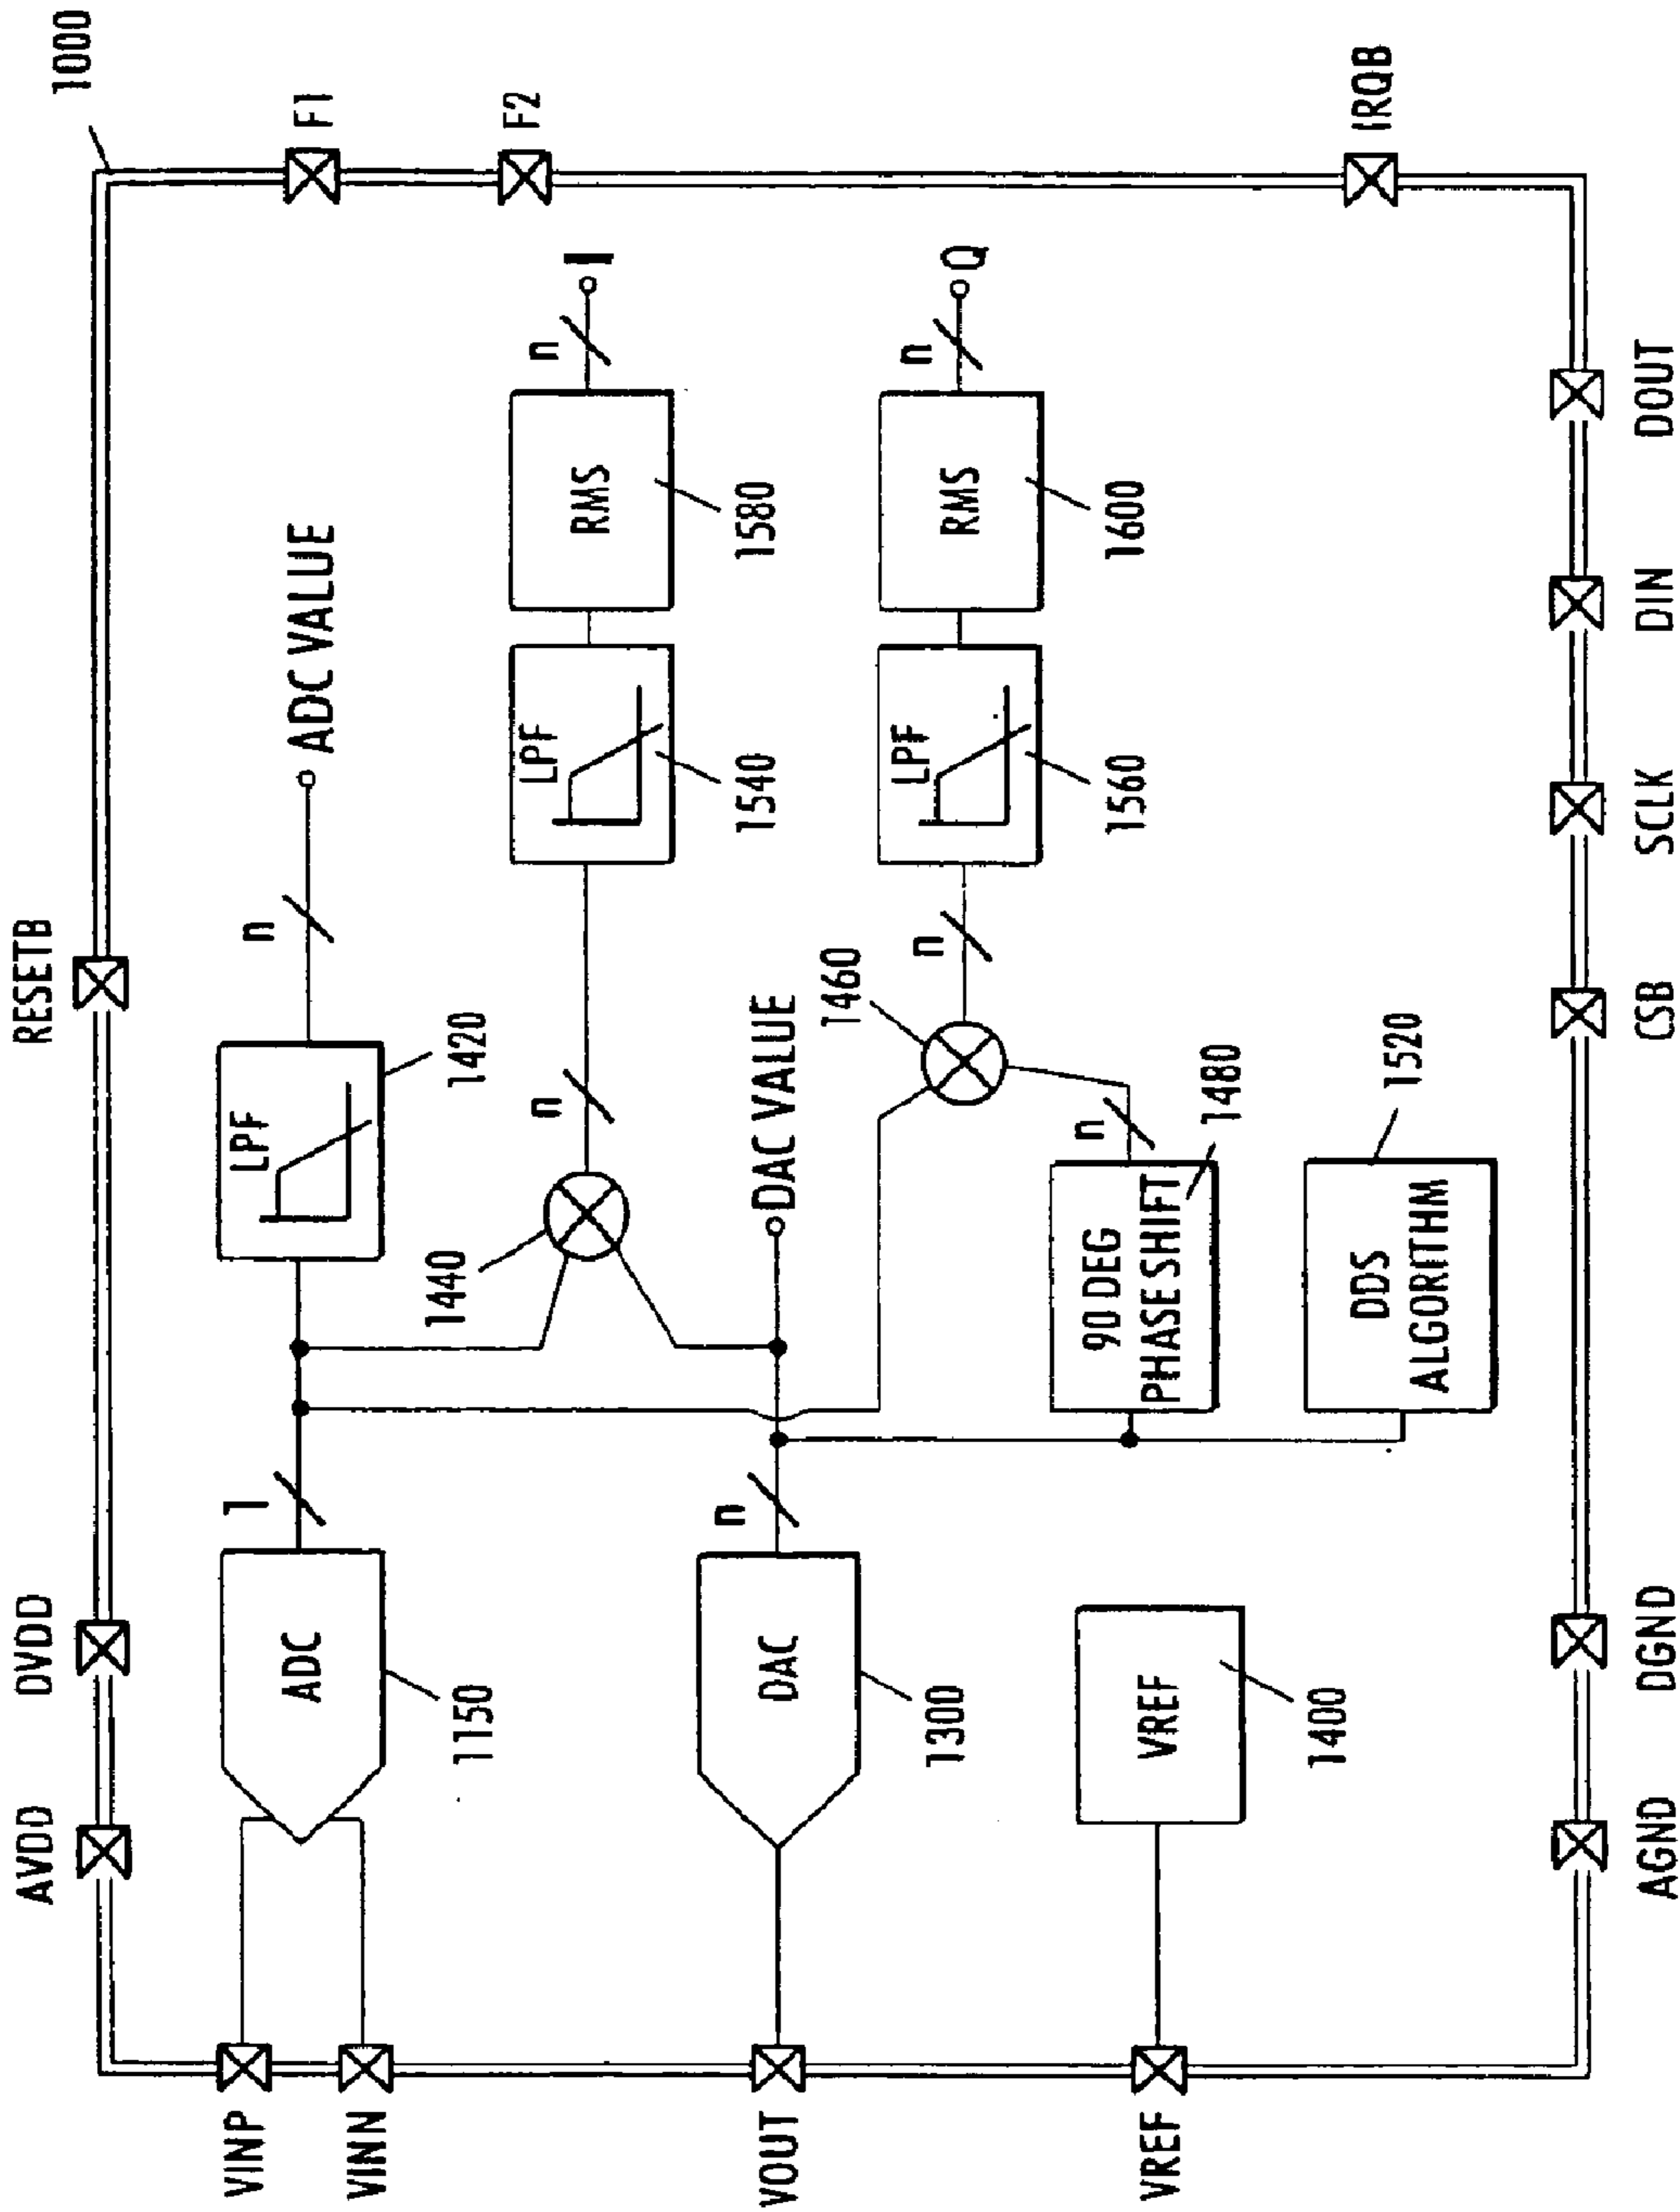 AVDD
DVDD
RESETB
1000
VINP
VINN
ADC
1150
1
LPF
1420
n
ADC VALUE
F1
F2
1440
n
LPF
1540
RMS
1580
n
I
VOUT
DAC
1300
n
DAC VALUE
1460
n
LPF
1560
RMS
1600
n
Q
VREF
VREF
1400
90 DEG
PHASE SHIFT
1480
n
DDS
ALGORITHM
1520
IRQB
AGND
DGND
CSB
SCLK
DIN
DOUT